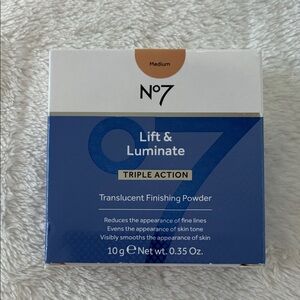 Medium
No7
Lift &
Luminate
TRIPLE ACTION
Translucent Finishing Powder
Reduces the appearance of fine lines
Evens the appearance of skin tone
Visibly smooths the appearance of skin
10 g ℮ Net wt. 0.35 Oz.